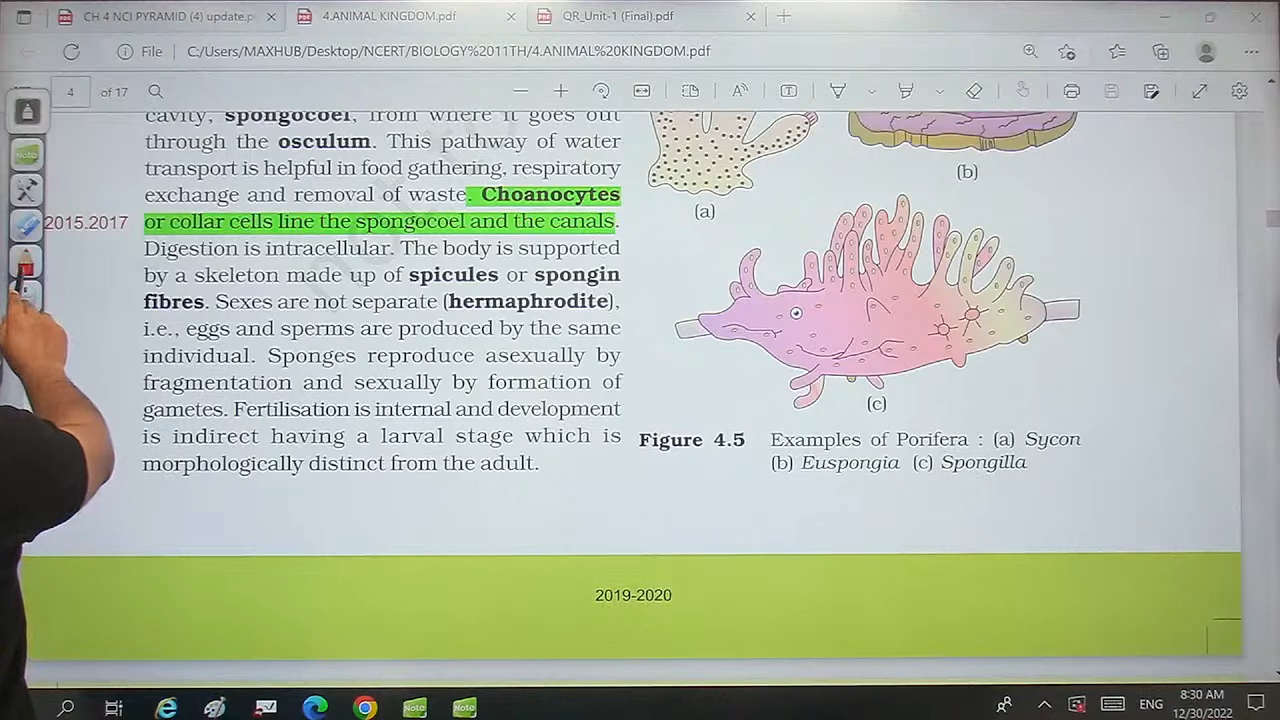 CH 4 NCI PYRAMID (4) update.p
4.ANIMAL KINGDOM.pdf
QR_Unit-1 (Final).pdf
File
C:/Users/MAXHUB/Desktop/NCERT/BIOLOGY%2011TH/4.ANIMAL%20KINGDOM.pdf
4 of 17
cavity, spongocoel, from where it goes out
through the osculum. This pathway of water
transport is helpful in food gathering, respiratory
exchange and removal of waste. Choanocytes
2015.2017
or collar cells line the spongocoel and the canals.
Digestion is intracellular. The body is supported
by a skeleton made up of spicules or spongin
fibres. Sexes are not separate (hermaphrodite),
i.e., eggs and sperms are produced by the same
individual. Sponges reproduce asexually by
fragmentation and sexually by formation of
gametes. Fertilisation is internal and development
is indirect having a larval stage which is
morphologically distinct from the adult.
(a)
(b)
(c)
Figure 4.5 Examples of Porifera : (a) Sycon
(b) Euspongia (c) Spongilla
2019-2020
Note
Note
Note
ENG
8:30 AM
12/30/2022